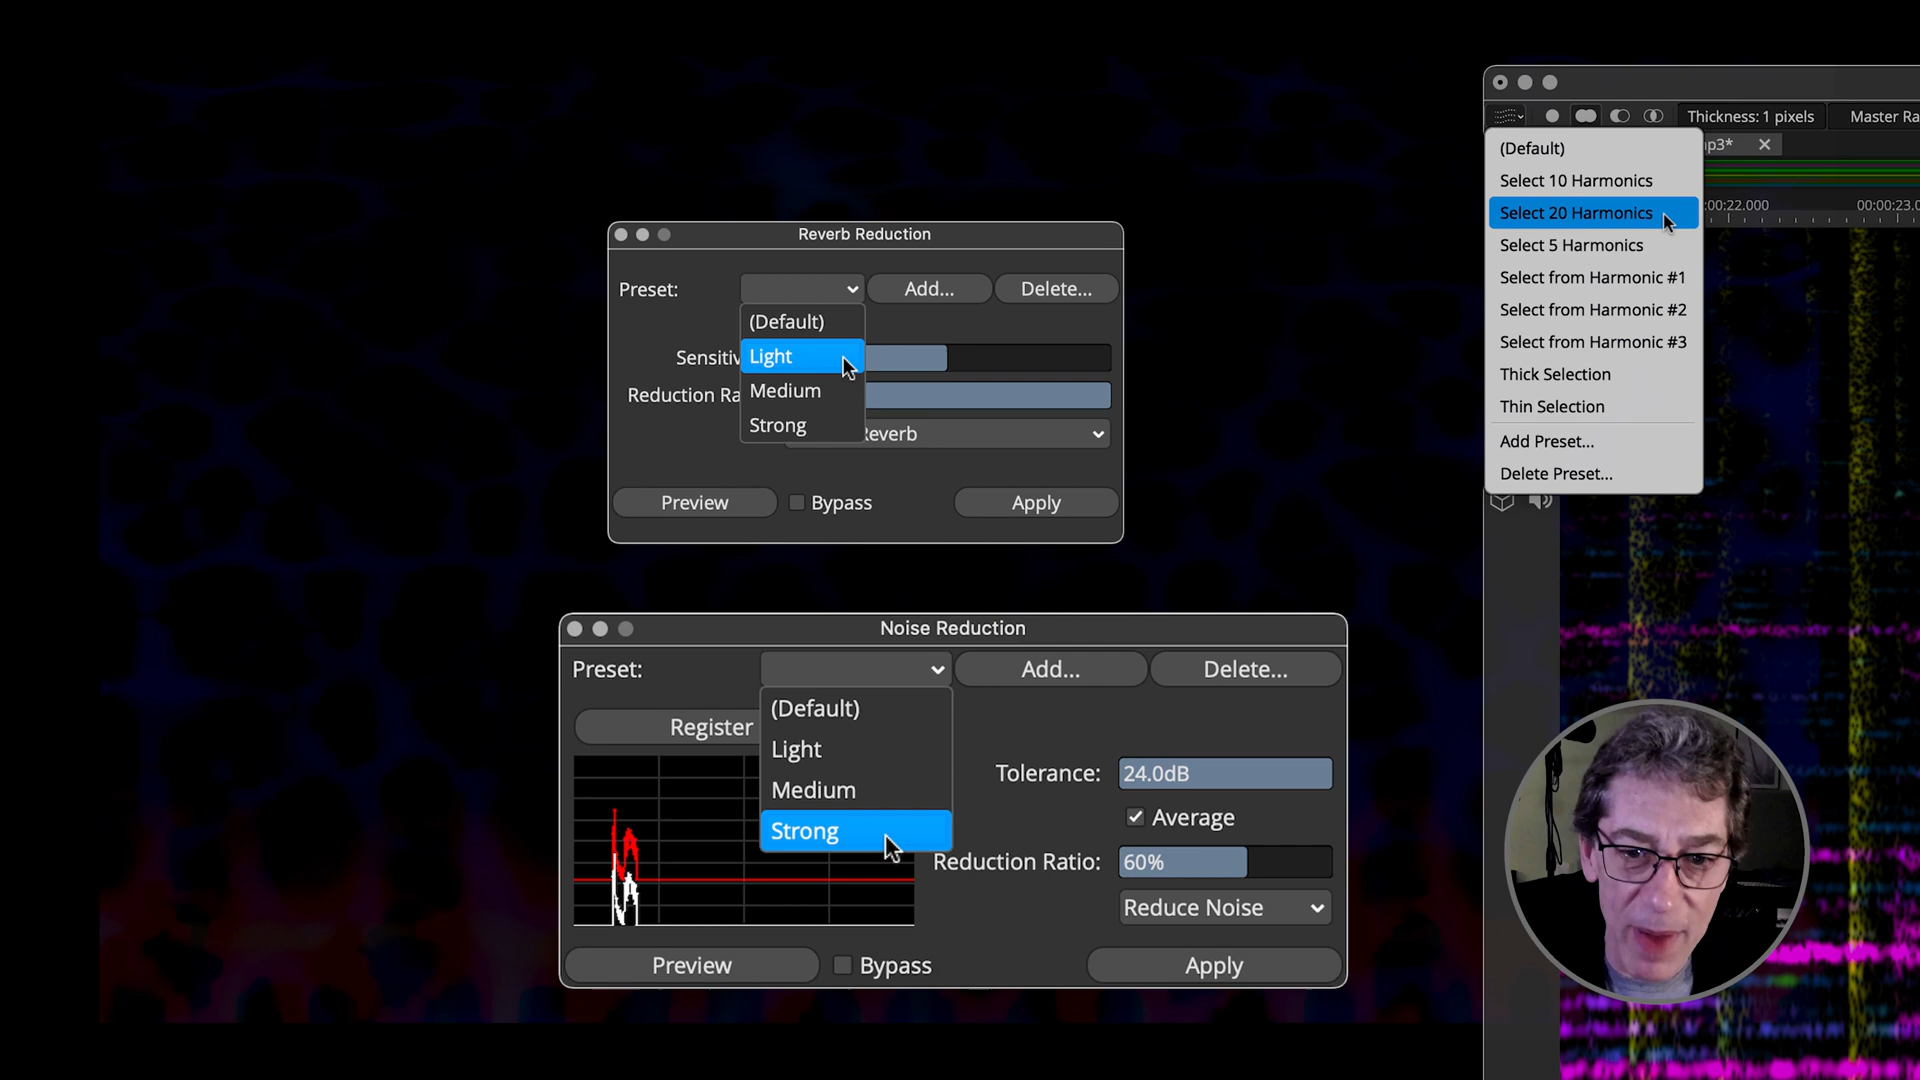 Reverb Reduction
Preset:
Add...
Delete...
(Default)
Light
Medium
Strong
Sensitiv
Reduction Ra
Reverb
Preview
Bypass
Apply
Noise Reduction
Preset:
Add...
Delete...
(Default)
Light
Medium
Strong
Register
Tolerance:
24.0dB
Average
Reduction Ratio:
60%
Reduce Noise
Preview
Bypass
Apply
Thickness: 1 pixels
Master Ra
mp3*
(Default)
Select 10 Harmonics
Select 20 Harmonics
Select 5 Harmonics
Select from Harmonic #1
Select from Harmonic #2
Select from Harmonic #3
Thick Selection
Thin Selection
Add Preset...
Delete Preset...
:00:22.000
00:00:23.0